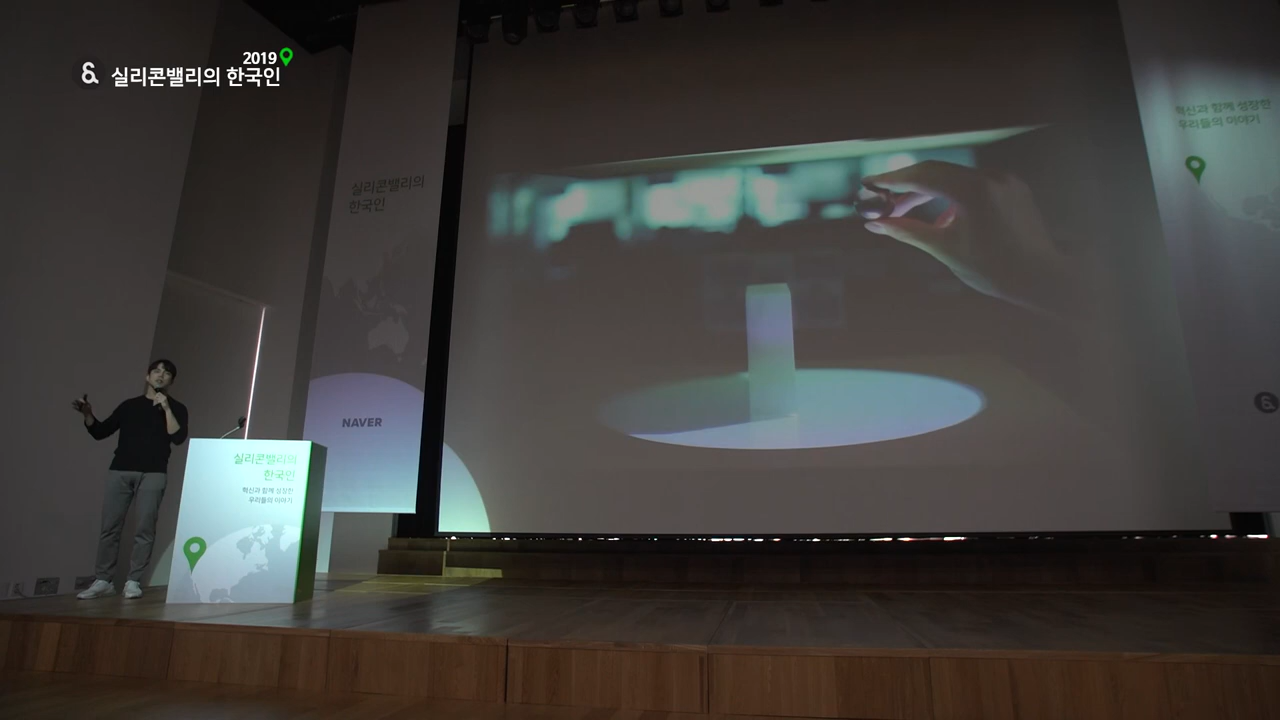 2019
& 실리콘밸리의 한국인
실리콘밸리의
한국인
NAVER
실리콘밸리의
한국인
혁신과 함께 성장한
우리들의 이야기
혁신과 함께 성장한
우리들의 이야기
&